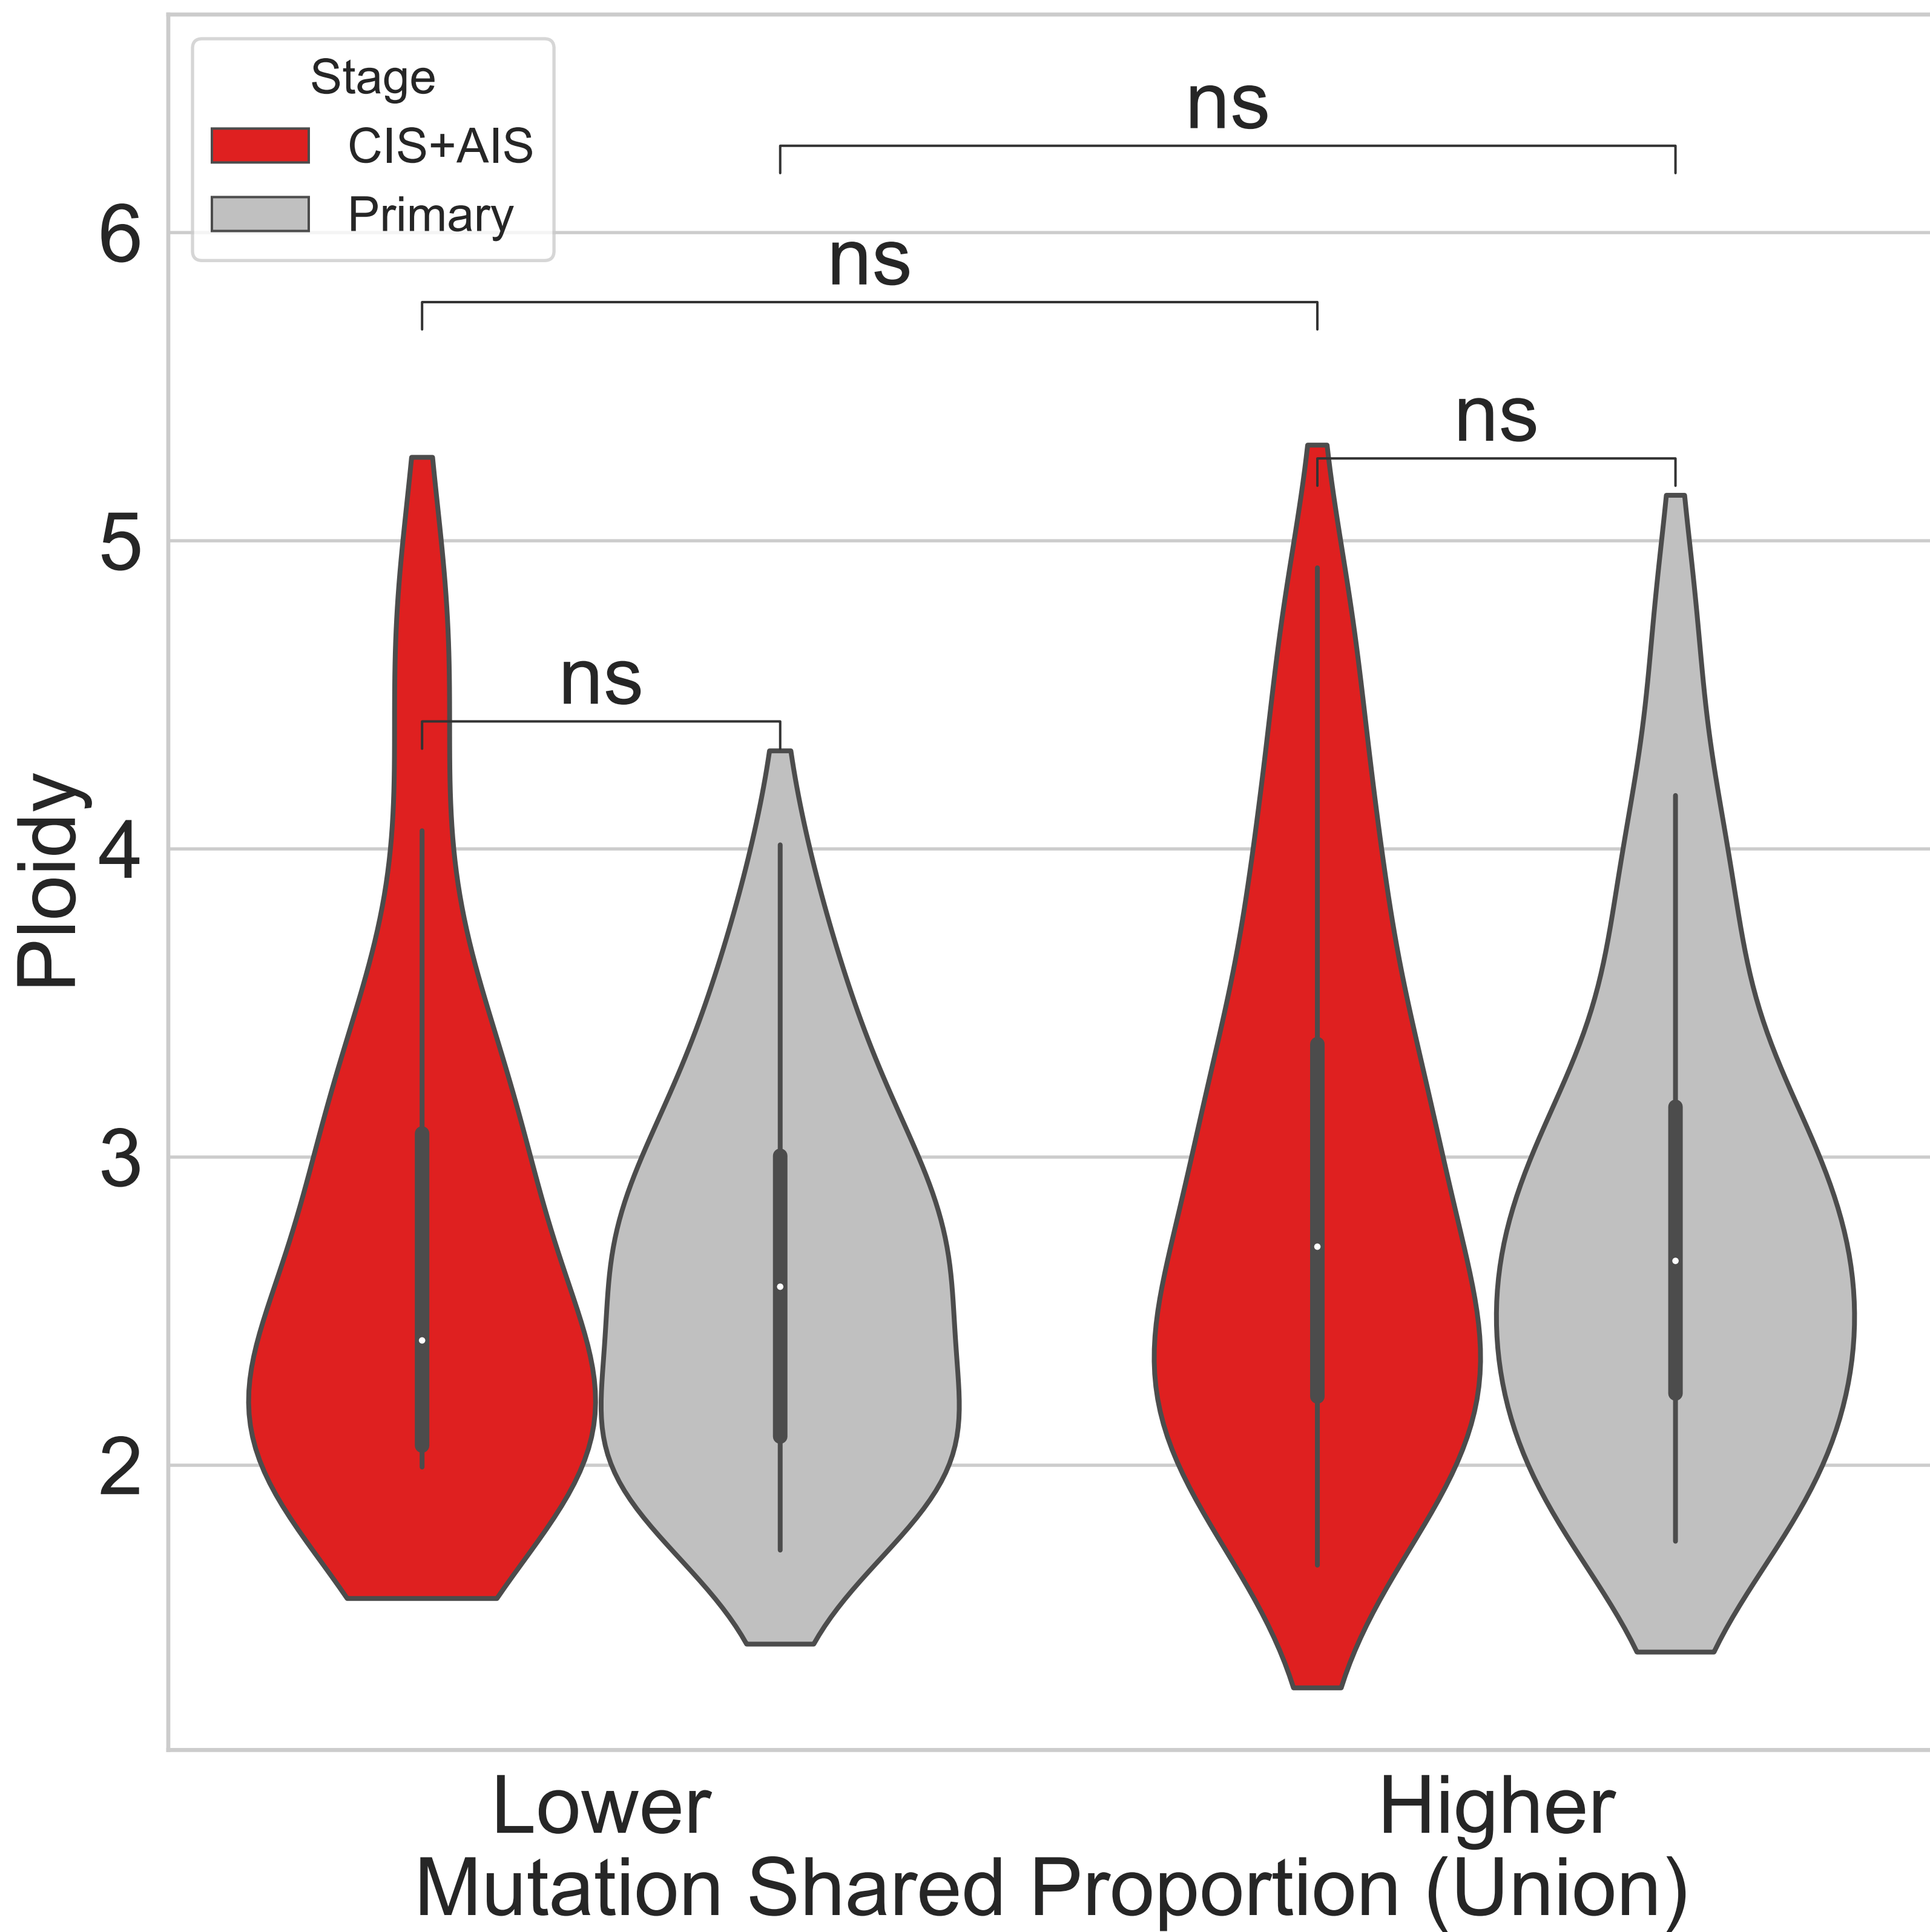 Stage
CIS+AIS
Primary
ns
ns
ns
ns
6
5
4
3
2
Ploidy
Lower
Higher
Mutation Shared Proportion (Union)